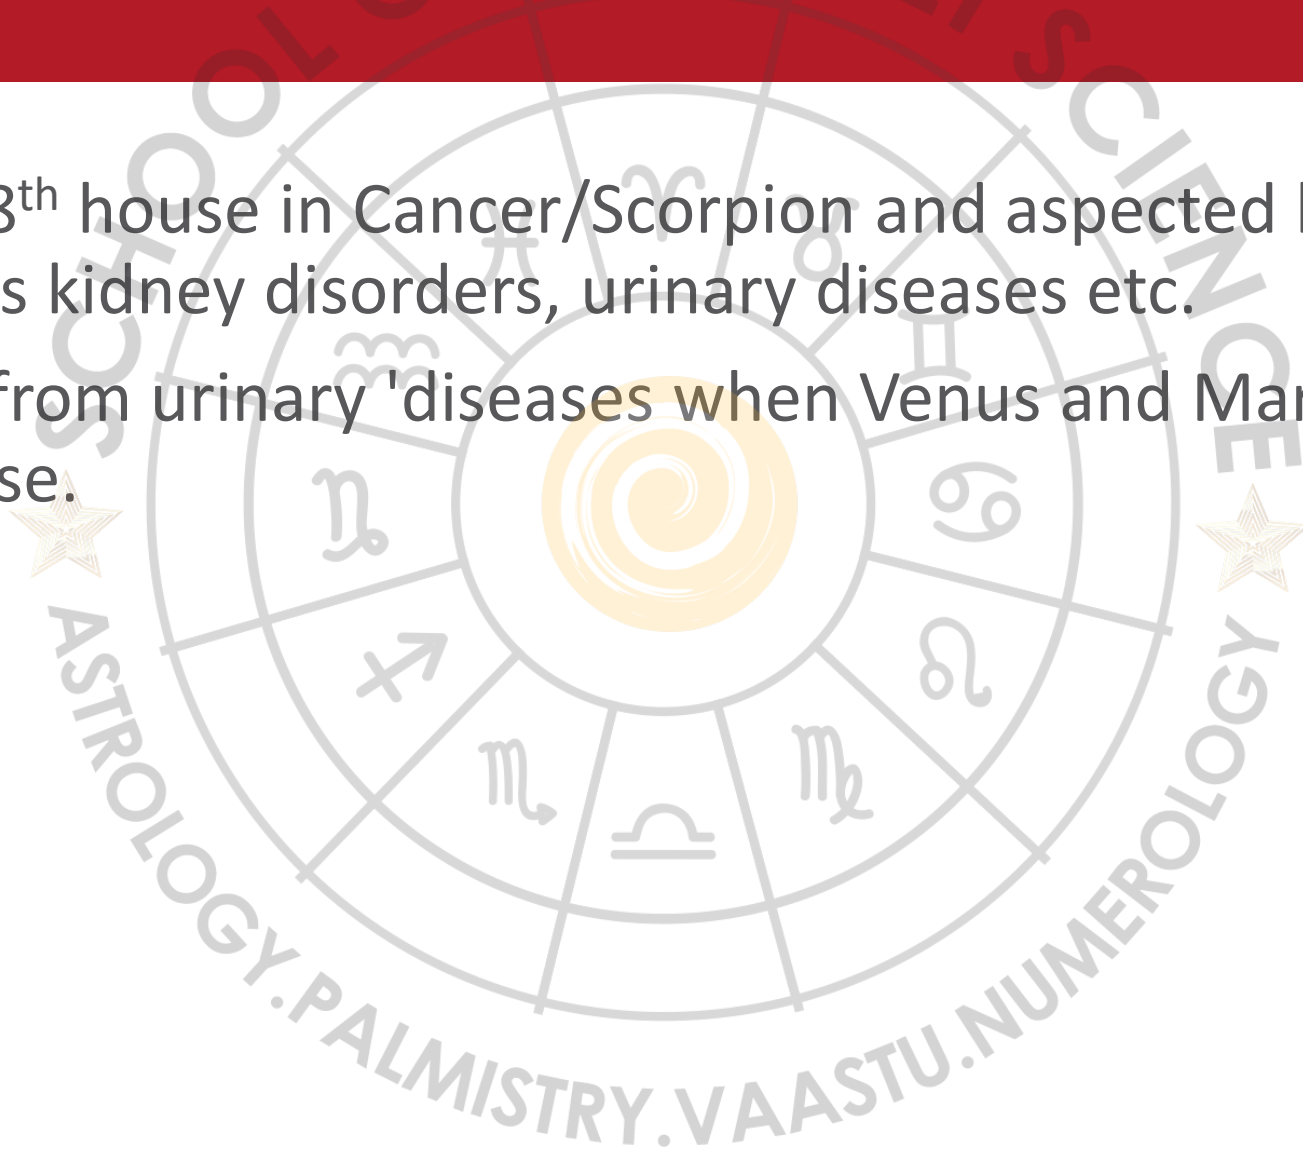 SCHOOL
SCIENCE
8th house in Cancer/Scorpion and aspected
s kidney disorders, urinary diseases etc.
from urinary 'diseases when Venus and Mar
se.
ASTROLOGY.PALMISTRY.VAASTU.NUMEROLOGY